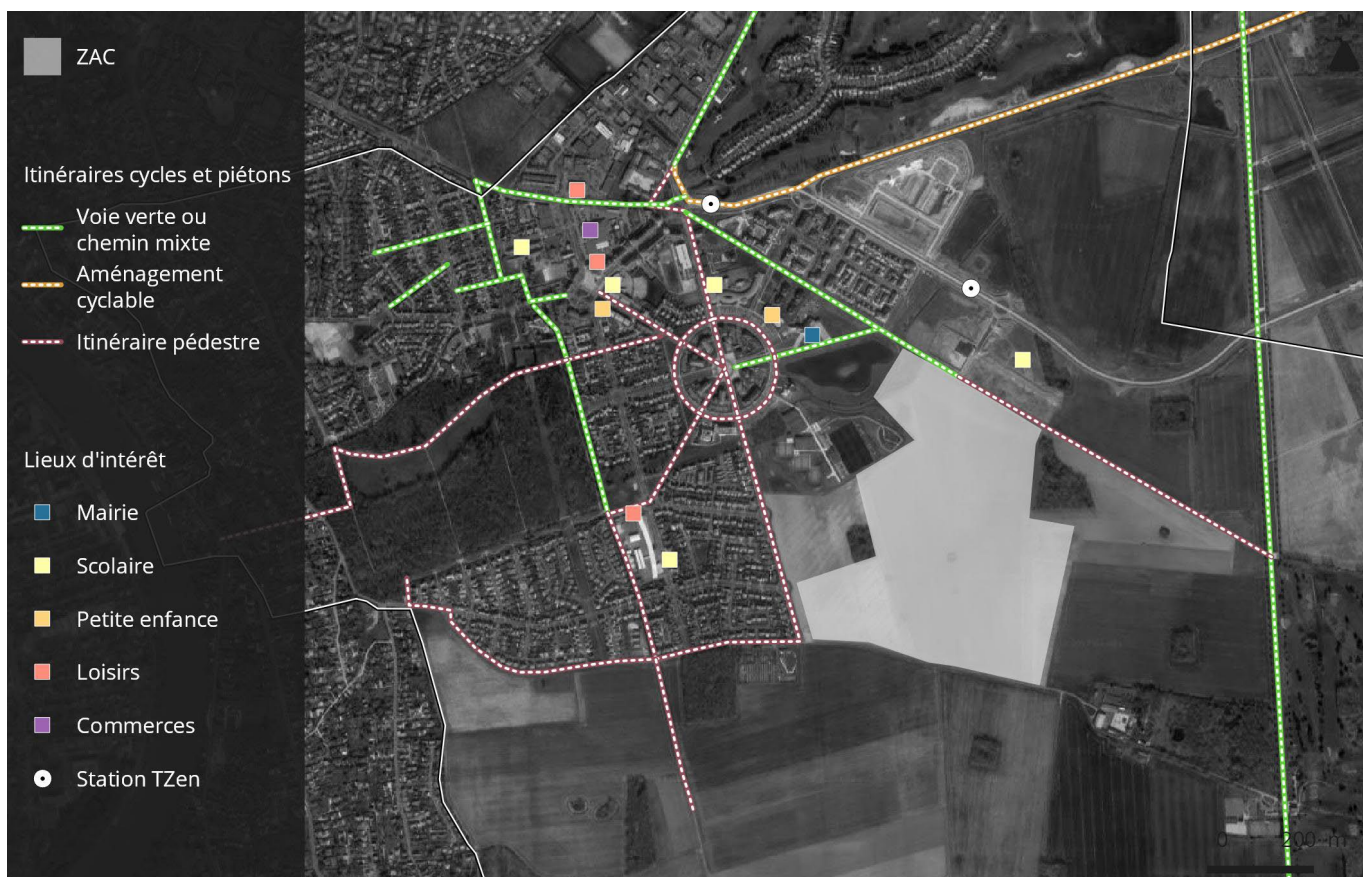 ZAC
Itinéraires cycles et piétons
Voie verte ou
chemin mixte
Aménagement
cyclable
Itinéraire pédestre
Lieux d'intérêt
Mairie
Scolaire
Petite enfance
Loisirs
Commerces
Station TZen
N
0 200 m